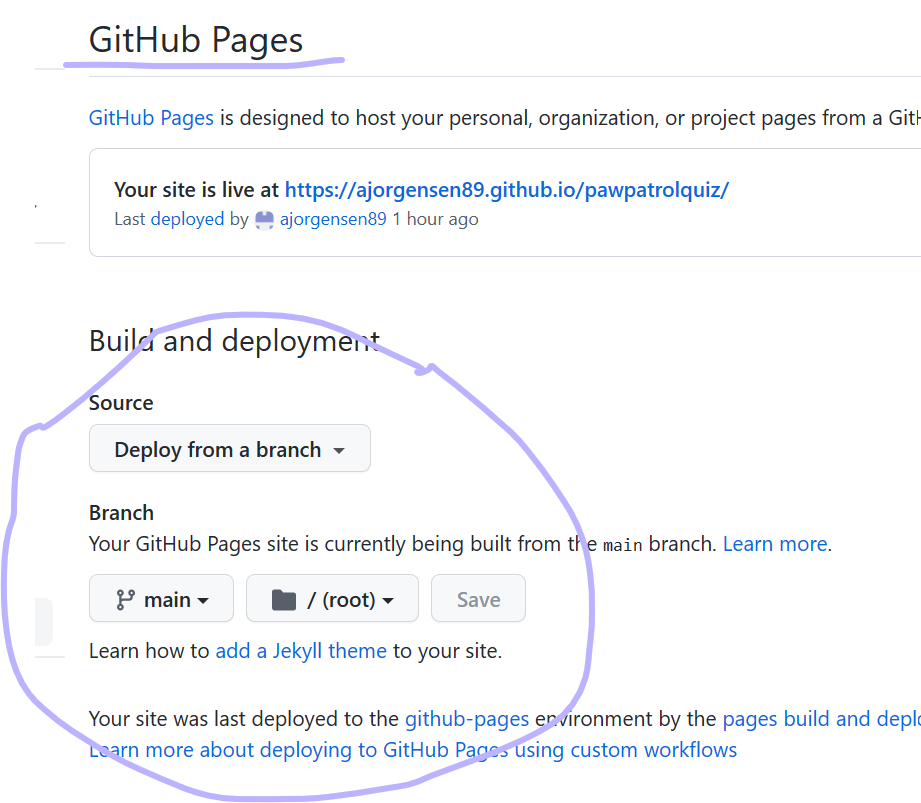 GitHub Pages
GitHub Pages is designed to host your personal, organization, or project pages from a
Your site is live at https://ajorgensen89.github.io/pawpatrolquiz/
Last deployed by ajorgensen89 1 hour ago
Build and deployment
Source
Deploy from a branch
Branch
Your GitHub Pages site is currently being built from the main branch. Learn more.
main / (root) Save
Learn how to add a Jekyll theme to your site.
Your site was last deployed to the github-pages environment by the pages build and
Learn more about deploying to GitHub Pages using custom workflows